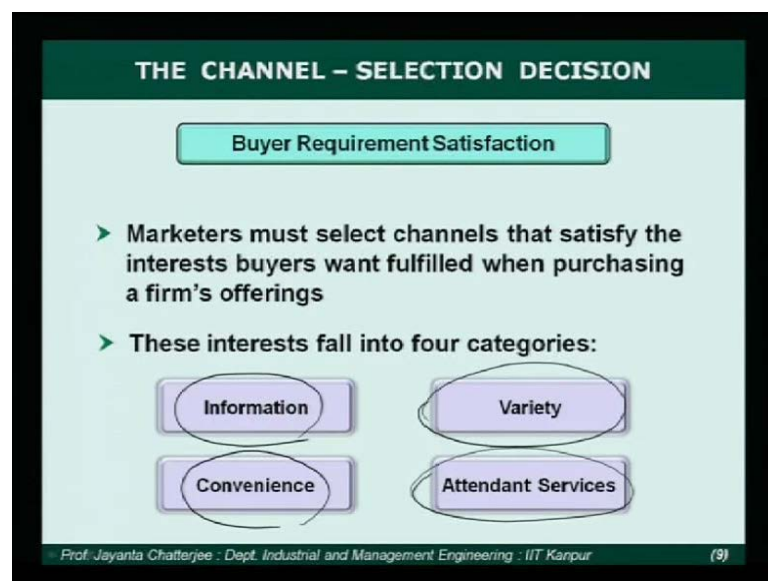 THE CHANNEL – SELECTION DECISION
Buyer Requirement Satisfaction
➤ Marketers must select channels that satisfy the
interests buyers want fulfilled when purchasing
a firm's offerings
➤ These interests fall into four categories:
Information
Variety
Convenience
Attendant Services
Prof. Jayanta Chatterjee : Dept. Industrial and Management Engineering : IIT Kanpur (9)